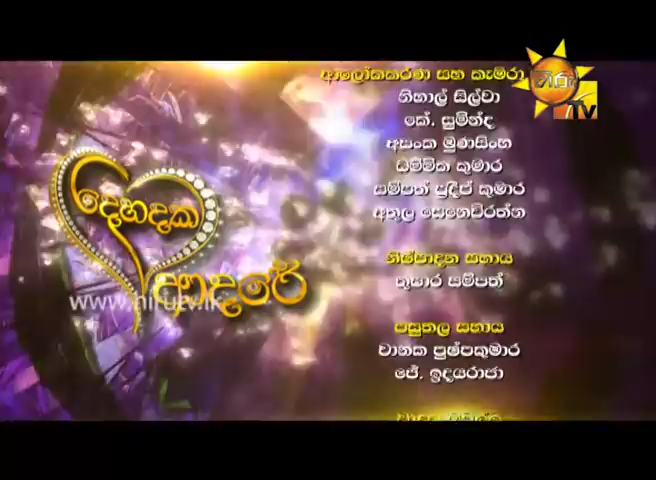 ආලෝකකරණ සහ කැමරා
නිහාල් සිල්වා
කේ. සුමින්ද
අසංක මුණසිංහ
ධම්මික කුමාර
සම්පත් ප්‍රදීප් කුමාර
අතුල සෙනෙවිරත්න
නිෂ්පාදන සහාය
තුෂාර සම්පත්
පසුතල සහාය
චානක පුෂ්පකුමාර
ජේ. ඉදයරාජා
දෙහදක
ආදරේ
www.hirutv.lk
හිරු
TV